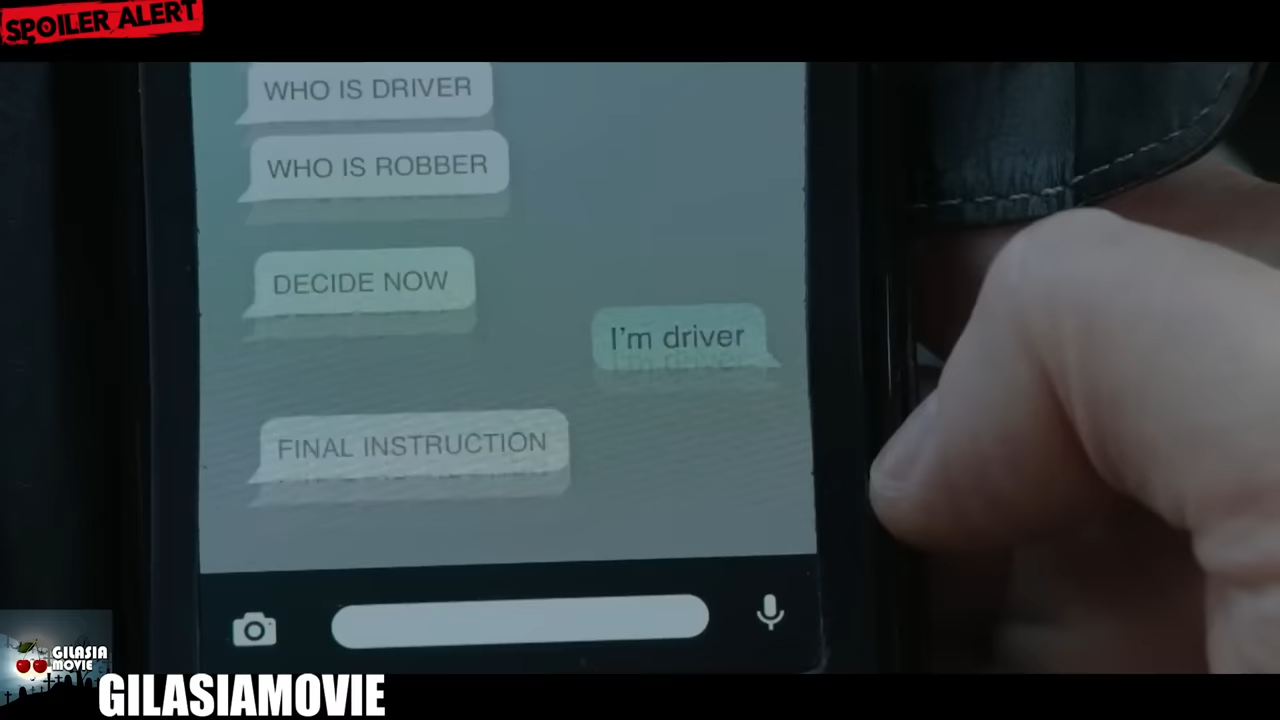 SPOILER ALERT
WHO IS DRIVER
WHO IS ROBBER
DECIDE NOW
I'm driver
FINAL INSTRUCTION
GILASIA
MOVIE
GILASIAMOVIE